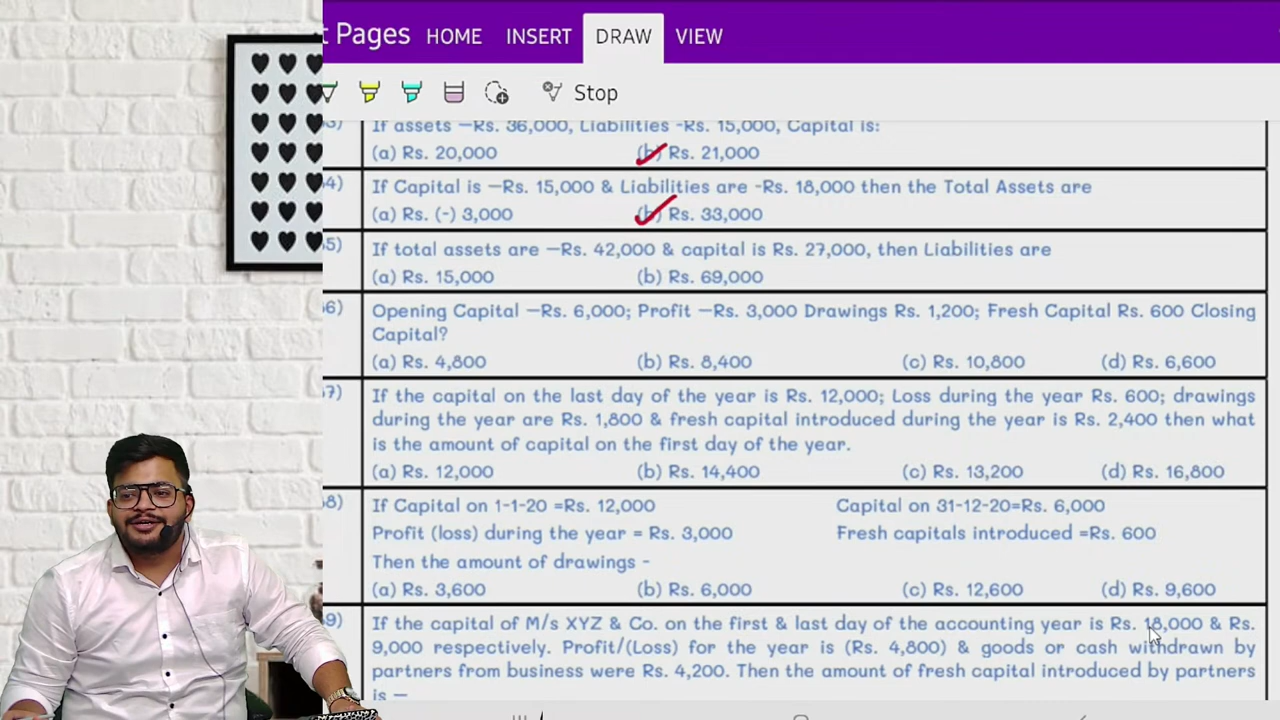 t Pages HOME INSERT DRAW VIEW
Stop
3) If assets –Rs. 36,000, Liabilities -Rs. 15,000, Capital is:
(a) Rs. 20,000 (b) Rs. 21,000
4) If Capital is –Rs. 15,000 & Liabilities are -Rs. 18,000 then the Total Assets are
(a) Rs. (-) 3,000 (b) Rs. 33,000
65) If total assets are –Rs. 42,000 & capital is Rs. 27,000, then Liabilities are
(a) Rs. 15,000 (b) Rs. 69,000
66) Opening Capital –Rs. 6,000; Profit –Rs. 3,000 Drawings Rs. 1,200; Fresh Capital Rs. 600 Closing
Capital?
(a) Rs. 4,800 (b) Rs. 8,400 (c) Rs. 10,800 (d) Rs. 6,600
7) If the capital on the last day of the year is Rs. 12,000; Loss during the year Rs. 600; drawings
during the year are Rs. 1,800 & fresh capital introduced during the year is Rs. 2,400 then what
is the amount of capital on the first day of the year.
(a) Rs. 12,000 (b) Rs. 14,400 (c) Rs. 13,200 (d) Rs. 16,800
68) If Capital on 1-1-20 =Rs. 12,000 Capital on 31-12-20=Rs. 6,000
Profit (loss) during the year = Rs. 3,000 Fresh capitals introduced =Rs. 600
Then the amount of drawings -
(a) Rs. 3,600 (b) Rs. 6,000 (c) Rs. 12,600 (d) Rs. 9,600
69) If the capital of M/s XYZ & Co. on the first & last day of the accounting year is Rs. & Rs.
9,000 respectively. Profit/(Loss) for the year is (Rs. 4,800) & goods or cash withdrawn by
partners from business were Rs. 4,200. Then the amount of fresh capital introduced by partners
is –